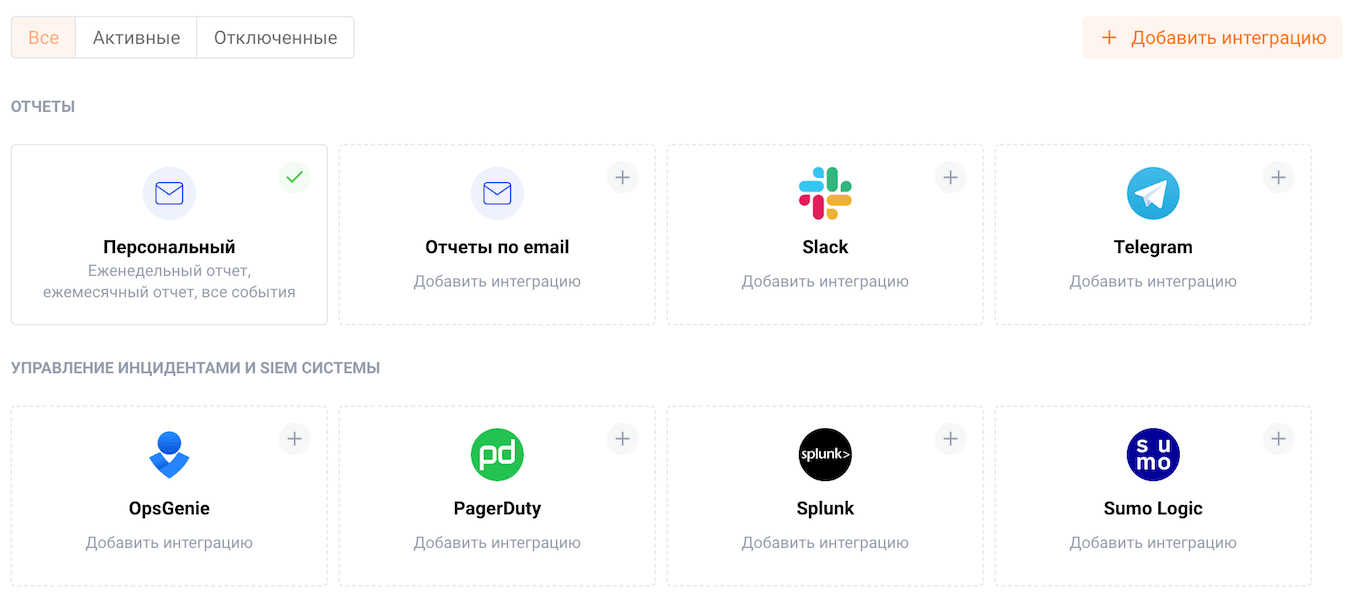 Все
Активные
Отключенные
+ Добавить интеграцию
ОТЧЕТЫ
Персональный
Еженедельный отчет,
ежемесячный отчет, все события
Отчеты по email
Добавить интеграцию
Slack
Добавить интеграцию
Telegram
Добавить интеграцию
УПРАВЛЕНИЕ ИНЦИДЕНТАМИ И SIEM СИСТЕМЫ
OpsGenie
Добавить интеграцию
pd
PagerDuty
Добавить интеграцию
splunk>
Splunk
Добавить интеграцию
su
mo
Sumo Logic
Добавить интеграцию